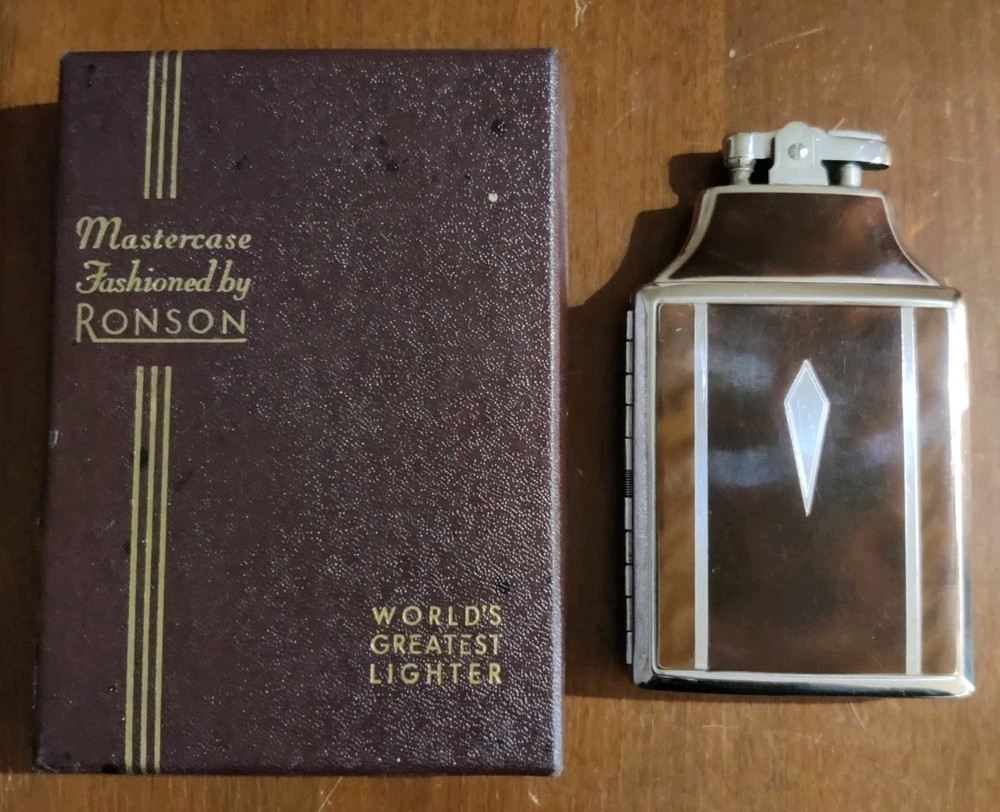 Mastercase
Fashioned by
RONSON
WORLD'S
GREATEST
LIGHTER